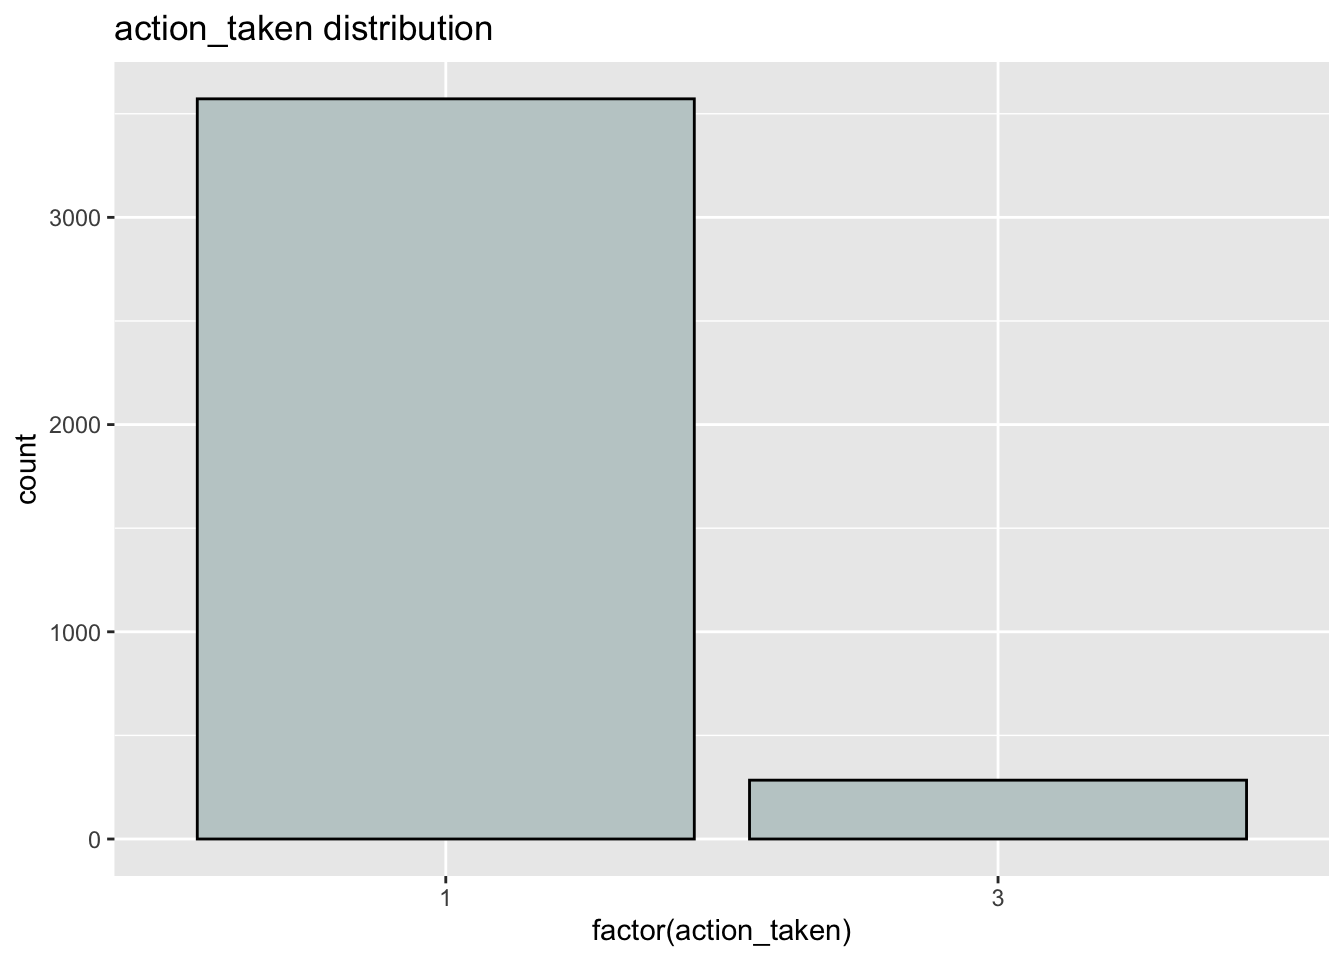 action_taken distribution
count
3000
2000
1000
0
1
3
factor(action_taken)